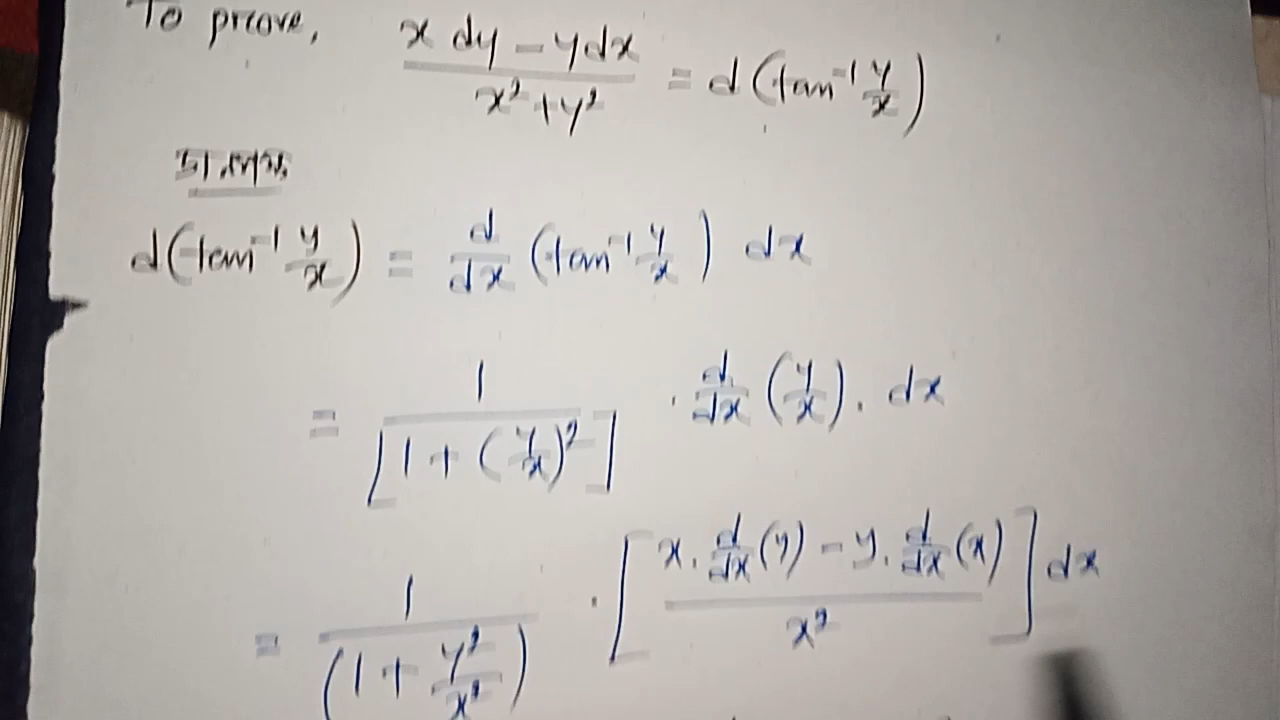 To prove, x dy - y dx / x² + y² = d (tan⁻¹ y/x)
d(tan⁻¹ y/x) = d/dx (tan⁻¹ y/x) dx
= 1 / [1 + (y/x)²] · d/dx (y/x). dx
= 1 / (1 + y²/x²) · [x. d/dx (y) - y. d/dx (x) / x²] dx